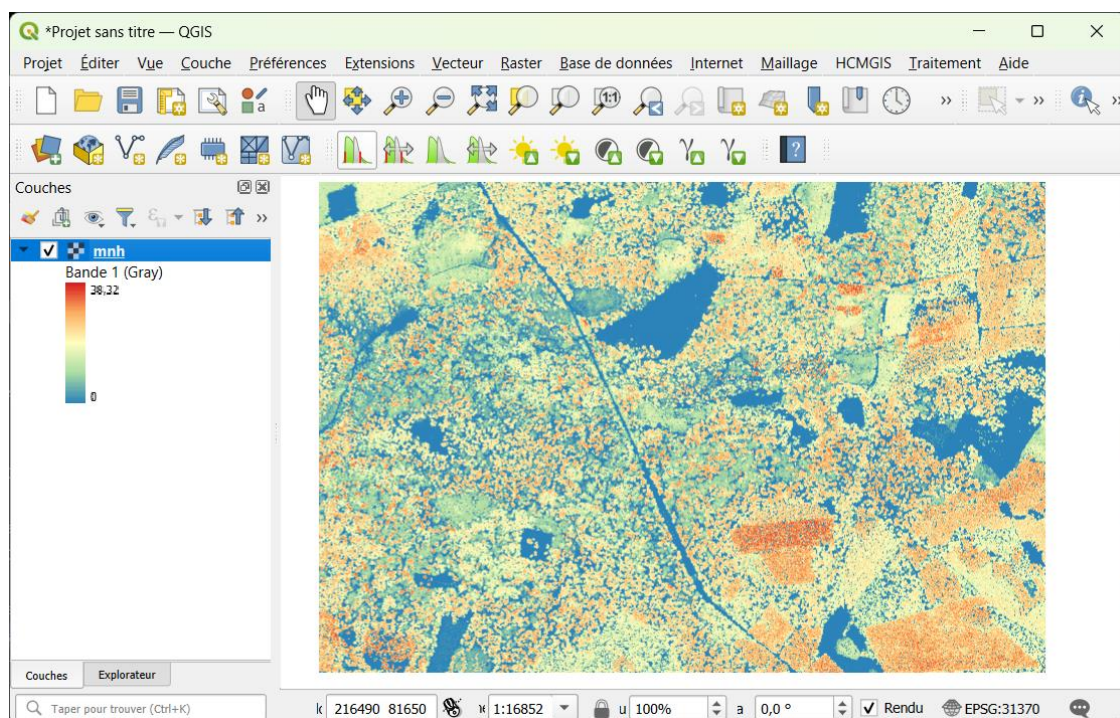 *Projet sans titre — QGIS
Projet Éditer Vue Couche Préférences Extensions Vecteur Raster Base de données Internet Maillage HCMGIS Traitement Aide
a 1:1 »  »  »
?
Couches
»
mnh
Bande 1 (Gray)
38,32
0
Couches Explorateur
Taper pour trouver (Ctrl+K) 216490 81650 1:16852 u 100% a 0,0 ° Rendu EPSG:31370